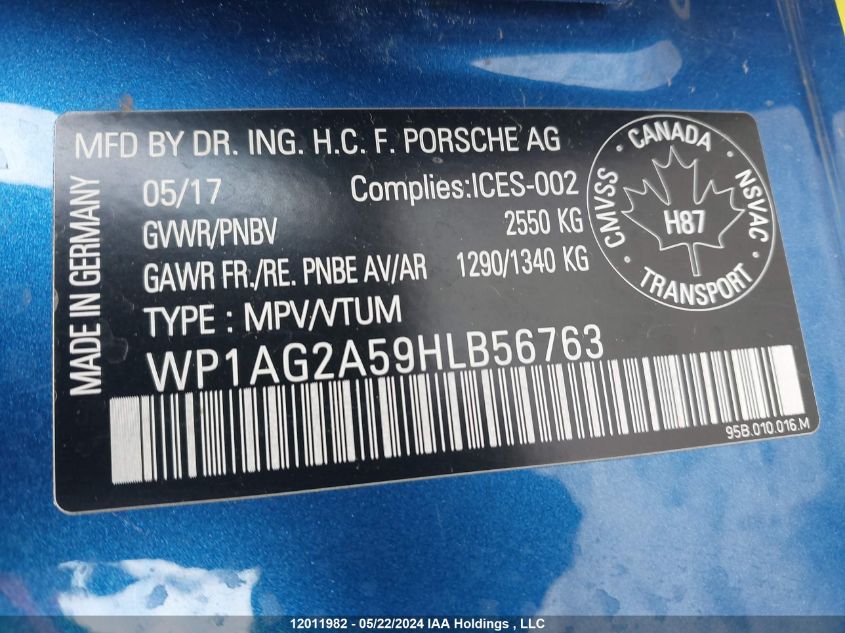 MFD BY DR. ING. H.C. F. PORSCHE AG
05/17 Complies:ICES-002
GVWR/PNBV 2550 KG
GAWR FR./RE. PNBE AV/AR 1290/1340 KG
TYPE : MPV/VTUM
WP1AG2A59HLB56763
MADE IN GERMANY
CANADA
CMVSS
NSVAC
H87
TRANSPORT
95B.010.016.M
12011982 - 05/22/2024 IAA Holdings , LLC